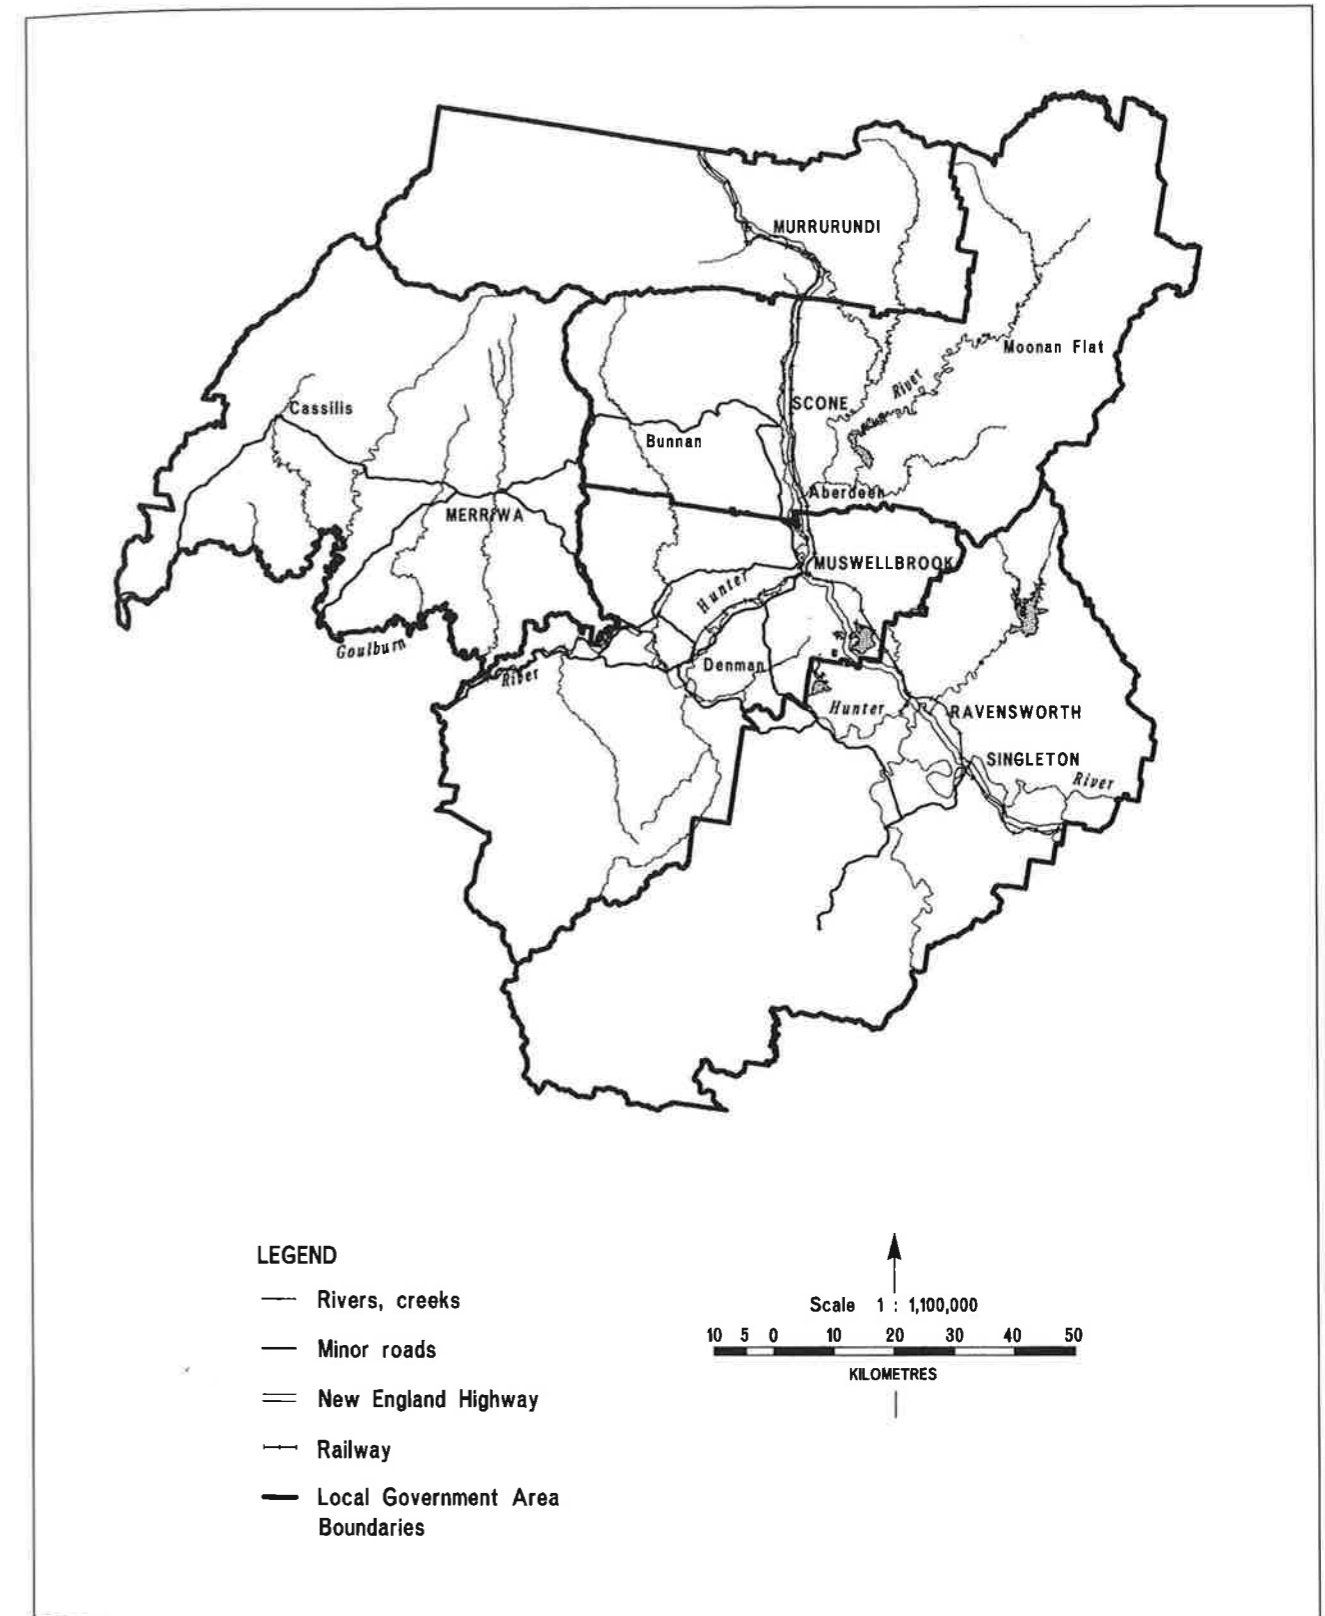 MURRURUNDI
Moonan Flat
River
SCONE
Cassilis
Bunnan
Aberdeen
MERRIWA
MUSWELLBROOK
Hunter
Goulburn
River
Denman
Hunter
RAVENSWORTH
SINGLETON
River
LEGEND
Rivers, creeks
Minor roads
New England Highway
Railway
Local Government Area
Boundaries
Scale 1 : 1,100,000
10 5 0 10 20 30 40 50
KILOMETRES